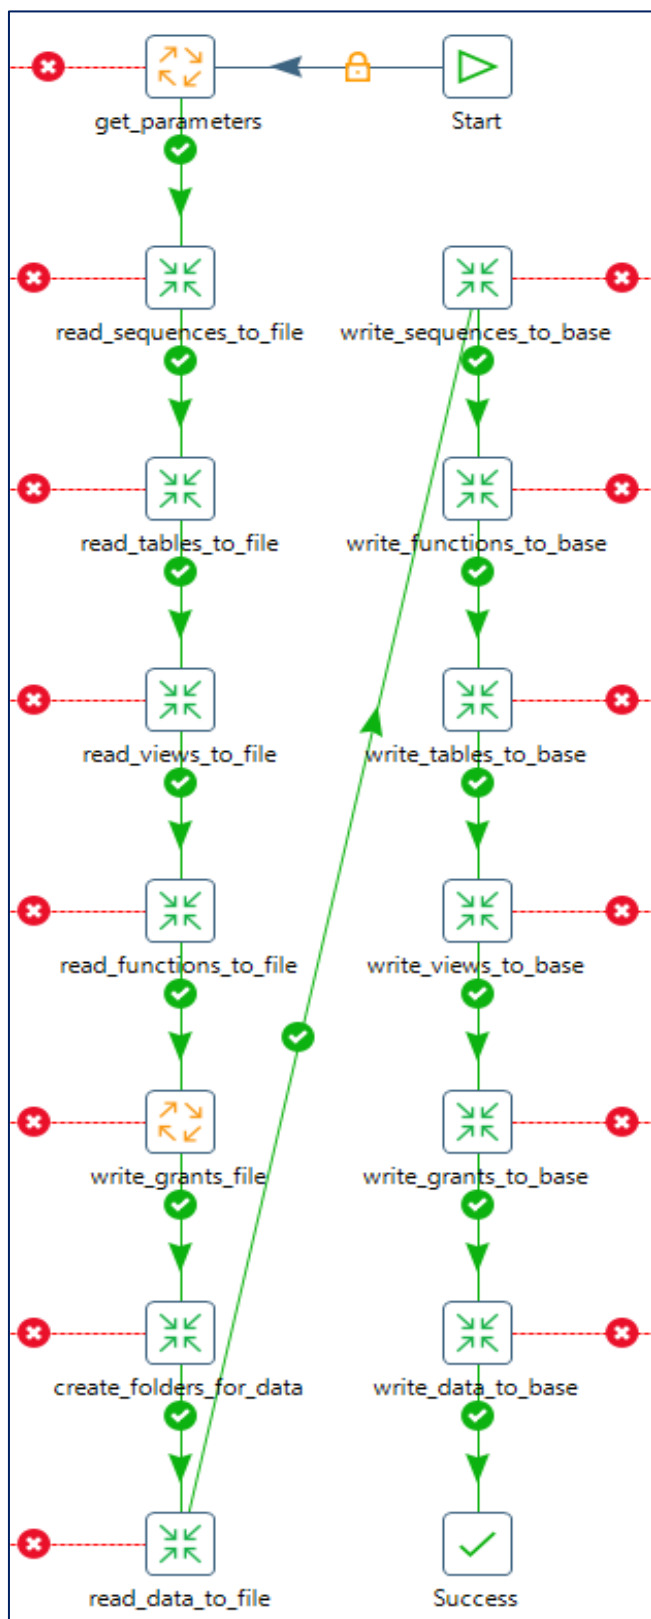 get_parameters
Start
read_sequences_to_file
write_sequences_to_base
read_tables_to_file
write_functions_to_base
read_views_to_file
write_tables_to_base
read_functions_to_file
write_views_to_base
write_grants_file
write_grants_to_base
create_folders_for_data
write_data_to_base
read_data_to_file
Success